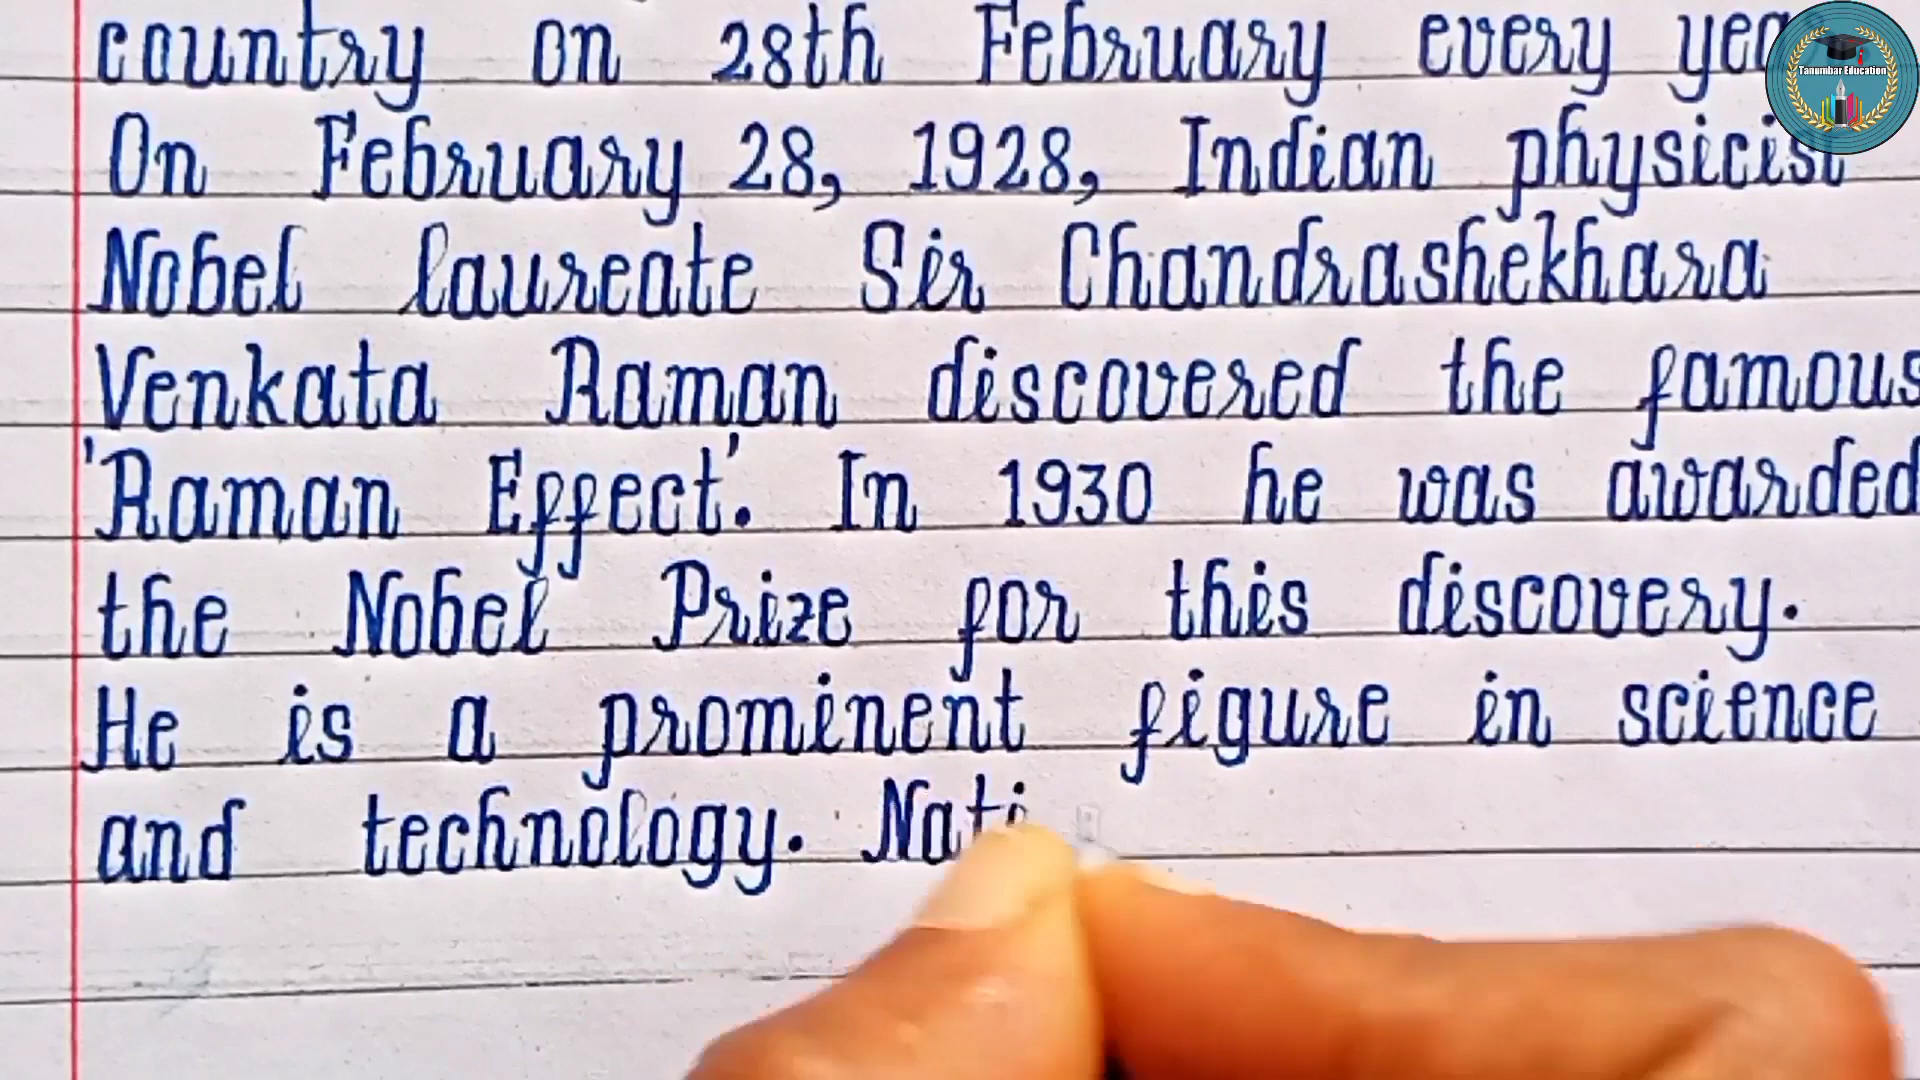 country on 28th February every
On February 28, 1928, Indian physicist
Nobel laureate Sir Chandrashekhara
Venkata Raman discovered the famous
'Raman Effect'. In 1930 he was awarded
the Nobel Prize for this discovery.
He is a prominent figure in science
and technology. Nati
Tanumbar Education